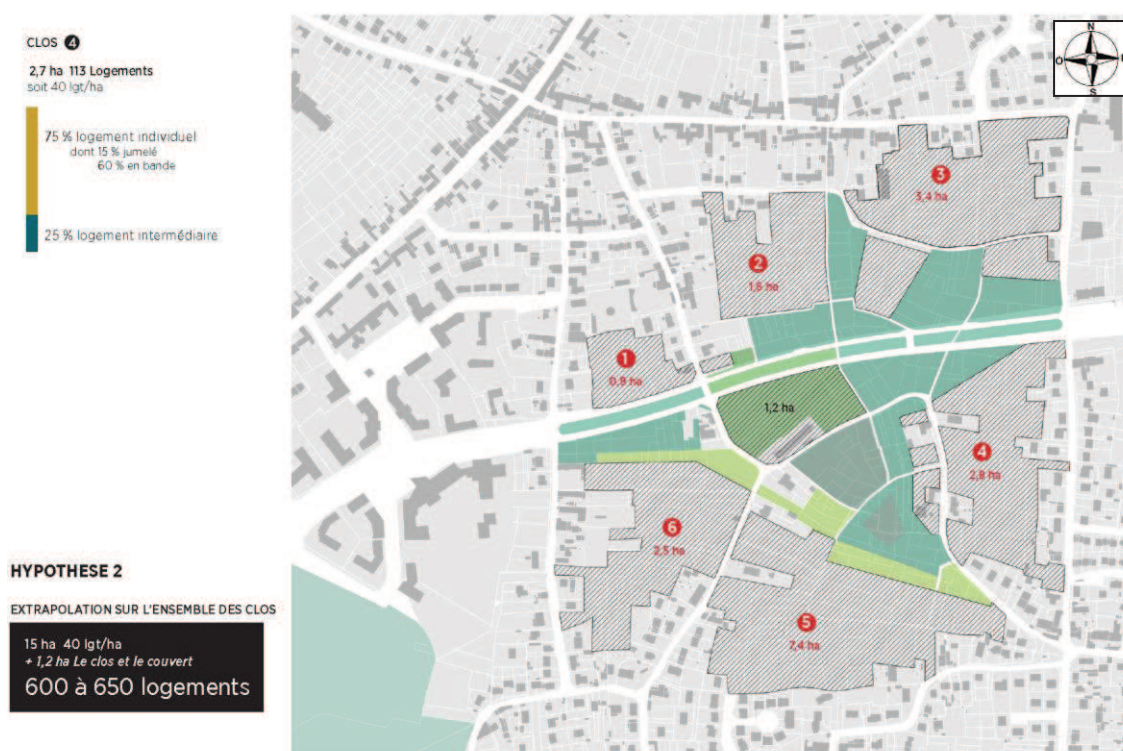 CLOS 4
2,7 ha 113 Logements
soit 40 lgt/ha
75 % logement individuel
dont 15 % jumelé
60 % en bande
25 % logement intermédiaire
HYPOTHESE 2
EXTRAPOLATION SUR L'ENSEMBLE DES CLOS
15 ha 40 lgt/ha
+ 1,2 ha Le clos et le couvert
600 à 650 logements
N
O
S
3
3,4 ha
2
1,6 ha
1
0,9 ha
1,2 ha
4
2,8 ha
6
2,5 ha
5
7,4 ha